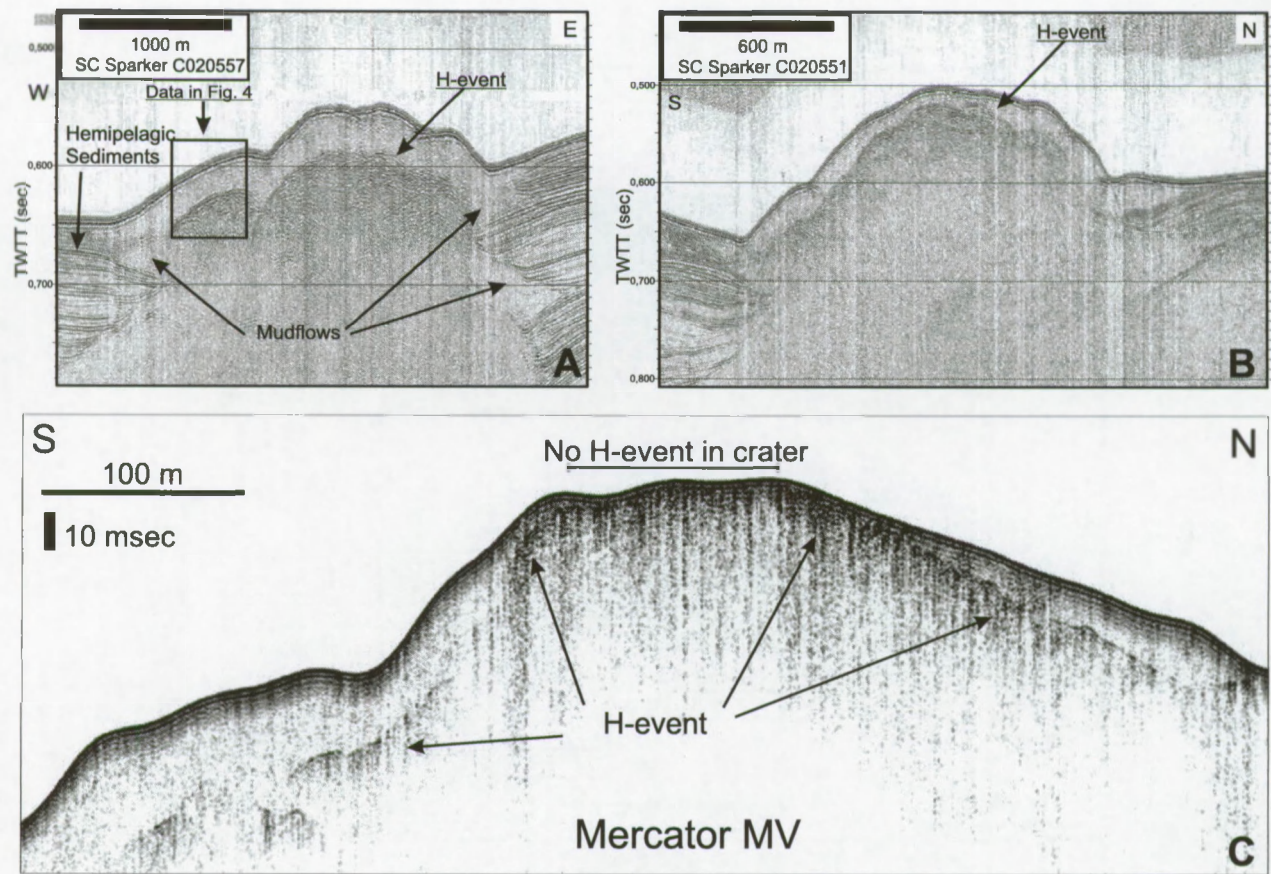 1000 m
SC Sparker C020557
E
W
Data in Fig. 4
H-event
Hemipelagic
Sediments
0,500
0,600
0,700
TWTT (sec)
Mudflows
A
600 m
SC Sparker C020551
H-event
N
S
0,500
0,600
0,700
0,800
TWTT (sec)
B
S
N
No H-event in crater
100 m
10 msec
H-event
Mercator MV
C